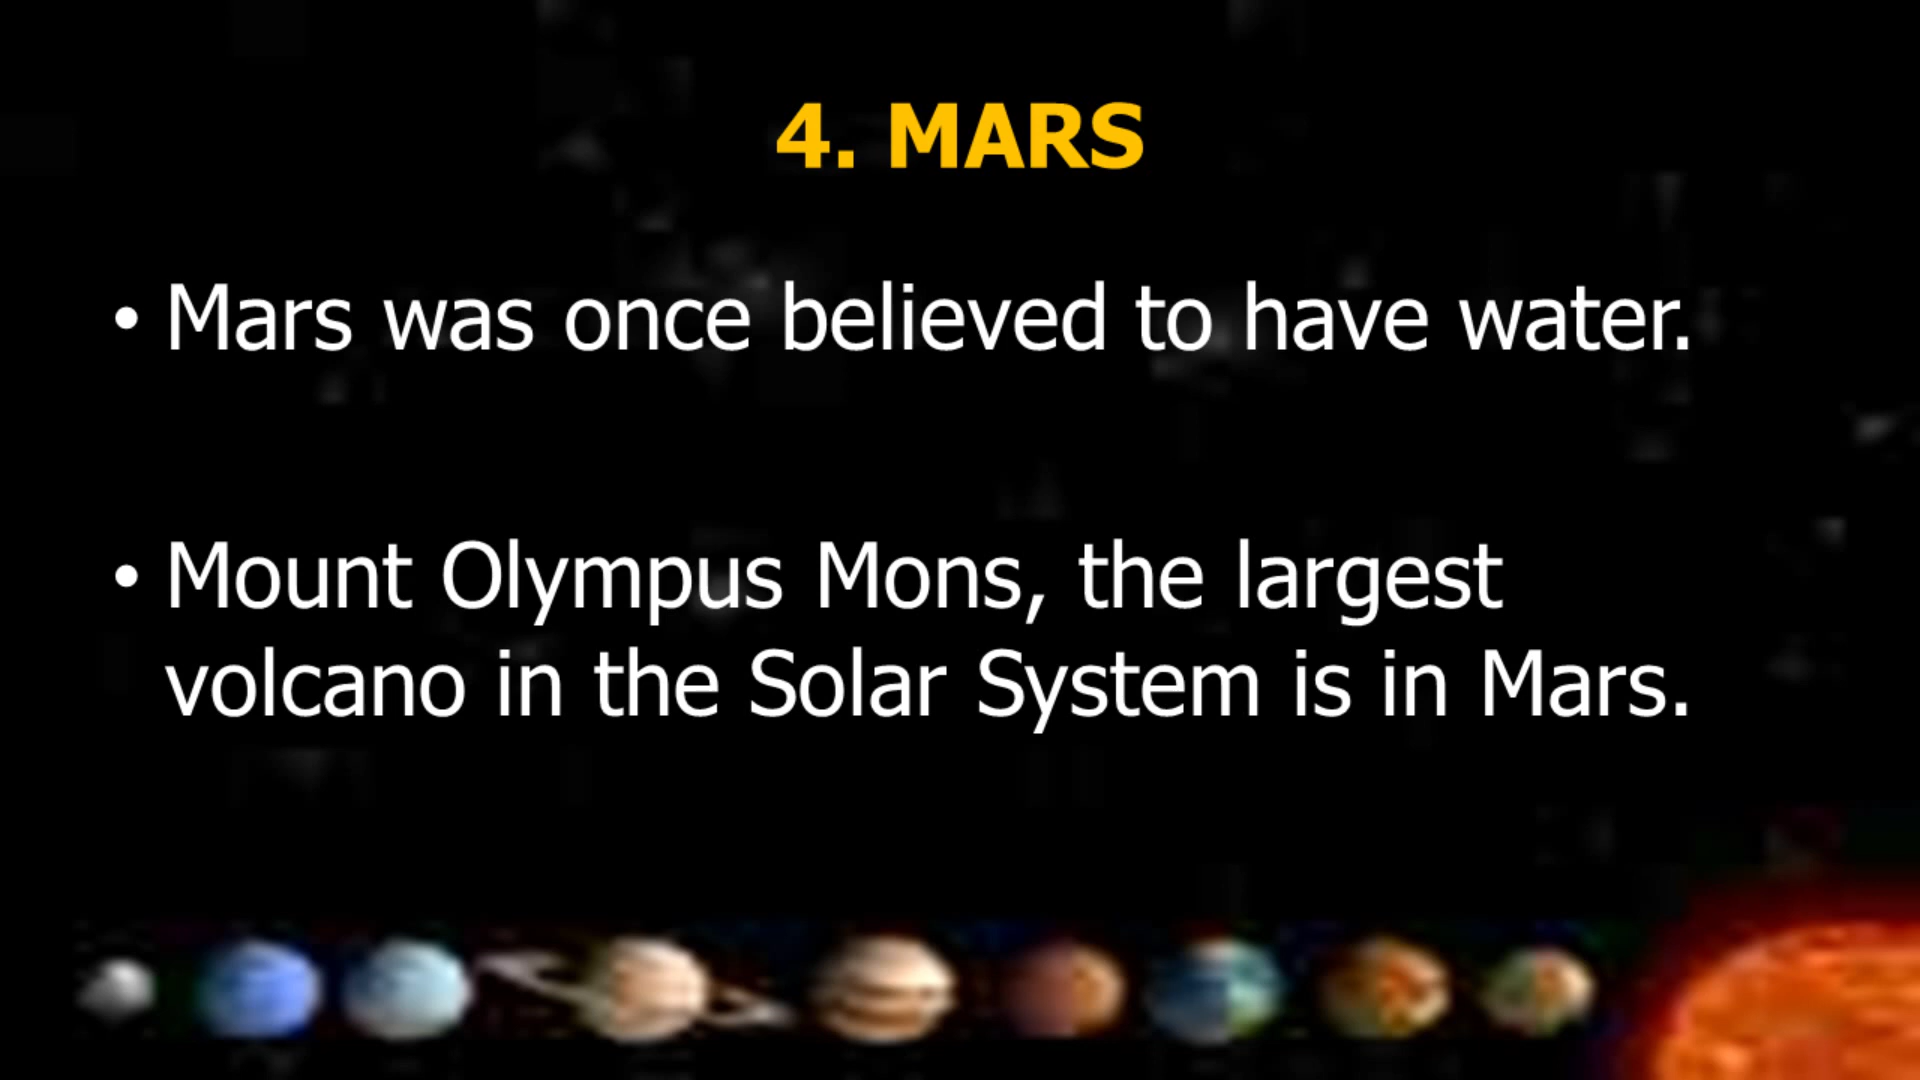 4. MARS
• Mars was once believed to have water.
• Mount Olympus Mons, the largest
volcano in the Solar System is in Mars.